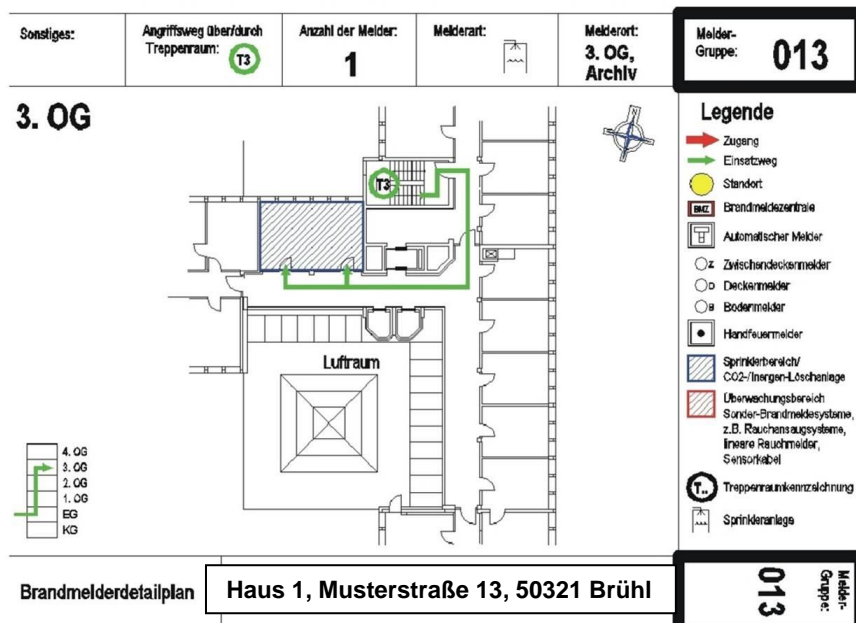 Sonstiges:
Angriffsweg über/durch
Treppenraum:
T3
Anzahl der Melder:
1
Melderart:
Melderort:
3. OG,
Archiv
Melder-
Gruppe:
013
3. OG
T3
N
Luftraum
4. OG
3. OG
2. OG
1. OG
EG
KG
Legende
Zugang
Einsatzweg
Standort
BMZ Brandmeldezentrale
Automatischer Melder
Z Zwischendeckenmelder
D Deckenmelder
B Bodenmelder
Handfeuermelder
Sprinklerbereich/
CO2-/Inergen-Löschanlage
Überwachungsbereich
Sonder-Brandmeldesysteme,
z.B. Rauchansaugsysteme,
lineare Rauchmelder,
Sensorkabel
T.. Treppenraumkennzeichnung
Sprinkleranlage
Brandmelderdetailplan
Haus 1, Musterstraße 13, 50321 Brühl
Melder-
Gruppe:
013